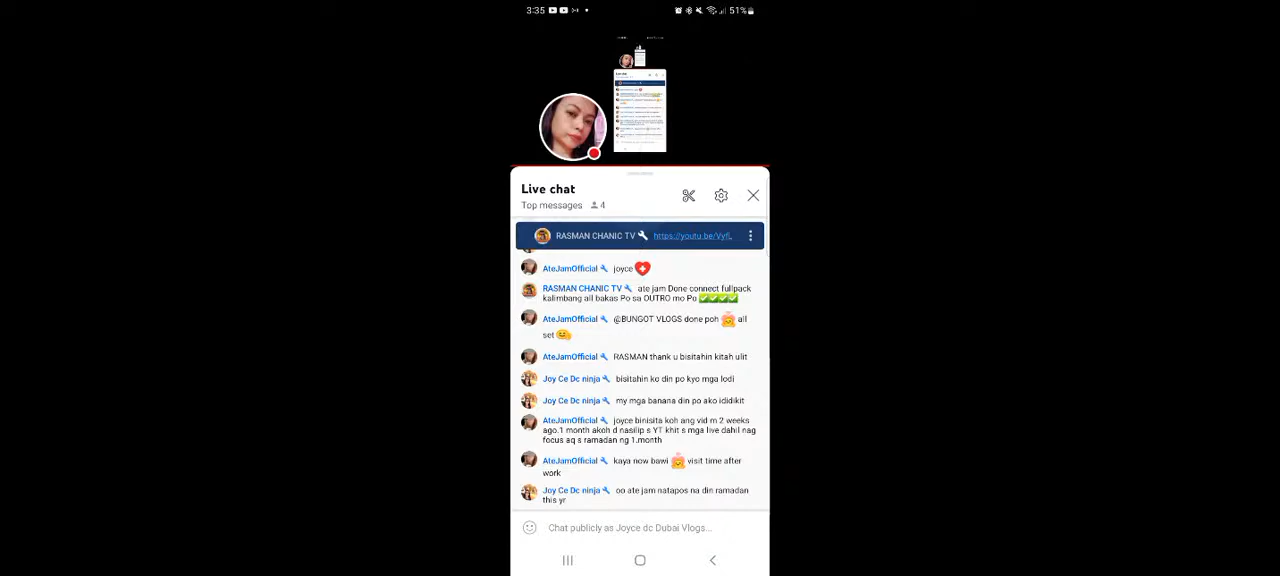 3:35
51%
Live chat
Top messages 4
RASMAN CHANIC TV https://youtu.be/VyfL
AteJamOfficial joyce
RASMAN CHANIC TV ate jam Done connect fullpack
kalimbang all bakas Po sa OUTRO mo Po
AteJamOfficial @BUNGOT VLOGS done poh all
set
AteJamOfficial RASMAN thank u bisitahin kitah ulit
Joy Ce Dc ninja bisitahin ko din po kyo mga lodi
Joy Ce Dc ninja my mga banana din po ako ididikit
AteJamOfficial joyce binisita koh ang vid m 2 weeks
ago.1 month akoh d nasilip s YT khit s mga live dahil nag
focus aq s ramadan ng 1.month
AteJamOfficial kaya now bawi visit time after
work
Joy Ce Dc ninja oo ate jam natapos na din ramadan
this yr
Chat publicly as Joyce dc Dubai Vlogs...